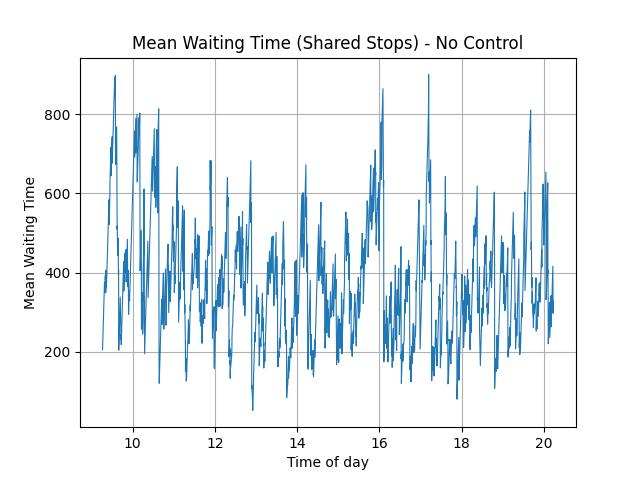 Mean Waiting Time (Shared Stops) - No Control
800
600
400
200
Mean Waiting Time
10 12 14 16 18 20
Time of day